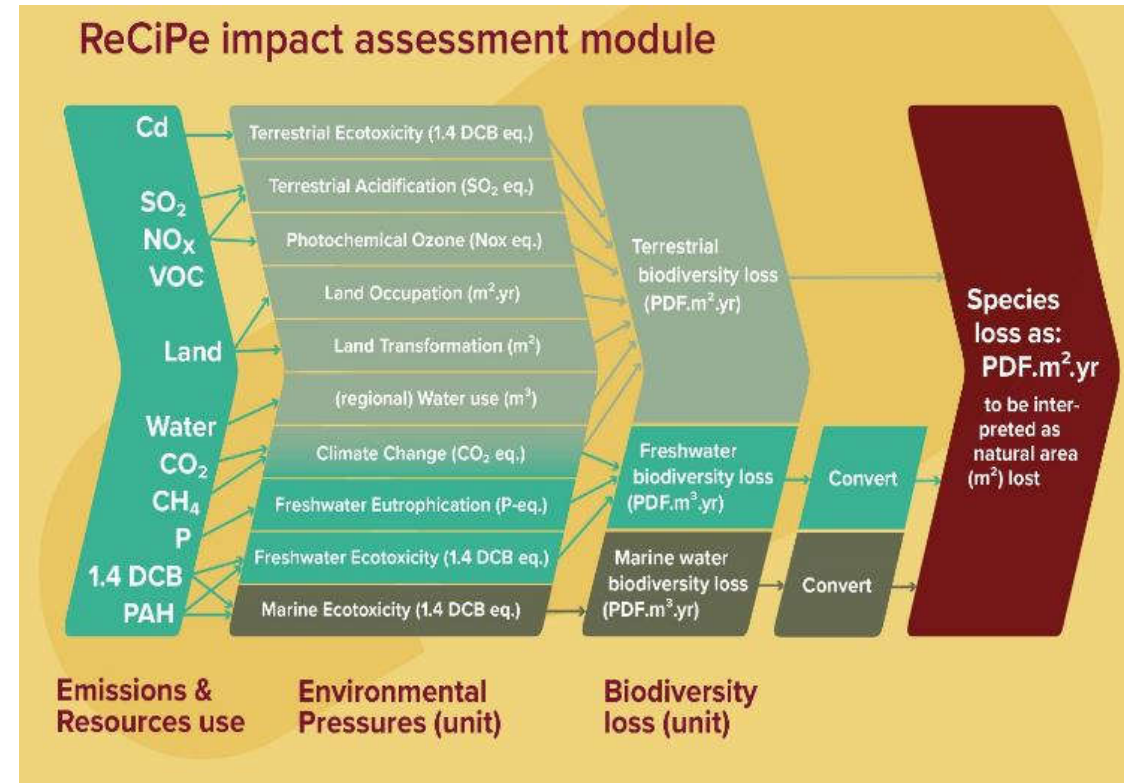 ReCiPe impact assessment module
Cd
SO₂
NOₓ
VOC
Land
Water
CO₂
CH₄
P
1.4 DCB
PAH
Terrestrial Ecotoxicity (1.4 DCB eq.)
Terrestrial Acidification (SO₂ eq.)
Photochemical Ozone (Nox eq.)
Land Occupation (m².yr)
Land Transformation (m²)
(regional) Water use (m³)
Climate Change (CO₂ eq.)
Freshwater Eutrophication (P-eq.)
Freshwater Ecotoxicity (1.4 DCB eq.)
Marine Ecotoxicity (1.4 DCB eq.)
Terrestrial
biodiversity loss
(PDF.m².yr)
Freshwater
biodiversity loss
(PDF.m³.yr)
Marine water
biodiversity loss
(PDF.m³.yr)
Convert
Convert
Species
loss as:
PDF.m².yr
to be inter-
preted as
natural area
(m²) lost
Emissions &
Resources use
Environmental
Pressures (unit)
Biodiversity
loss (unit)